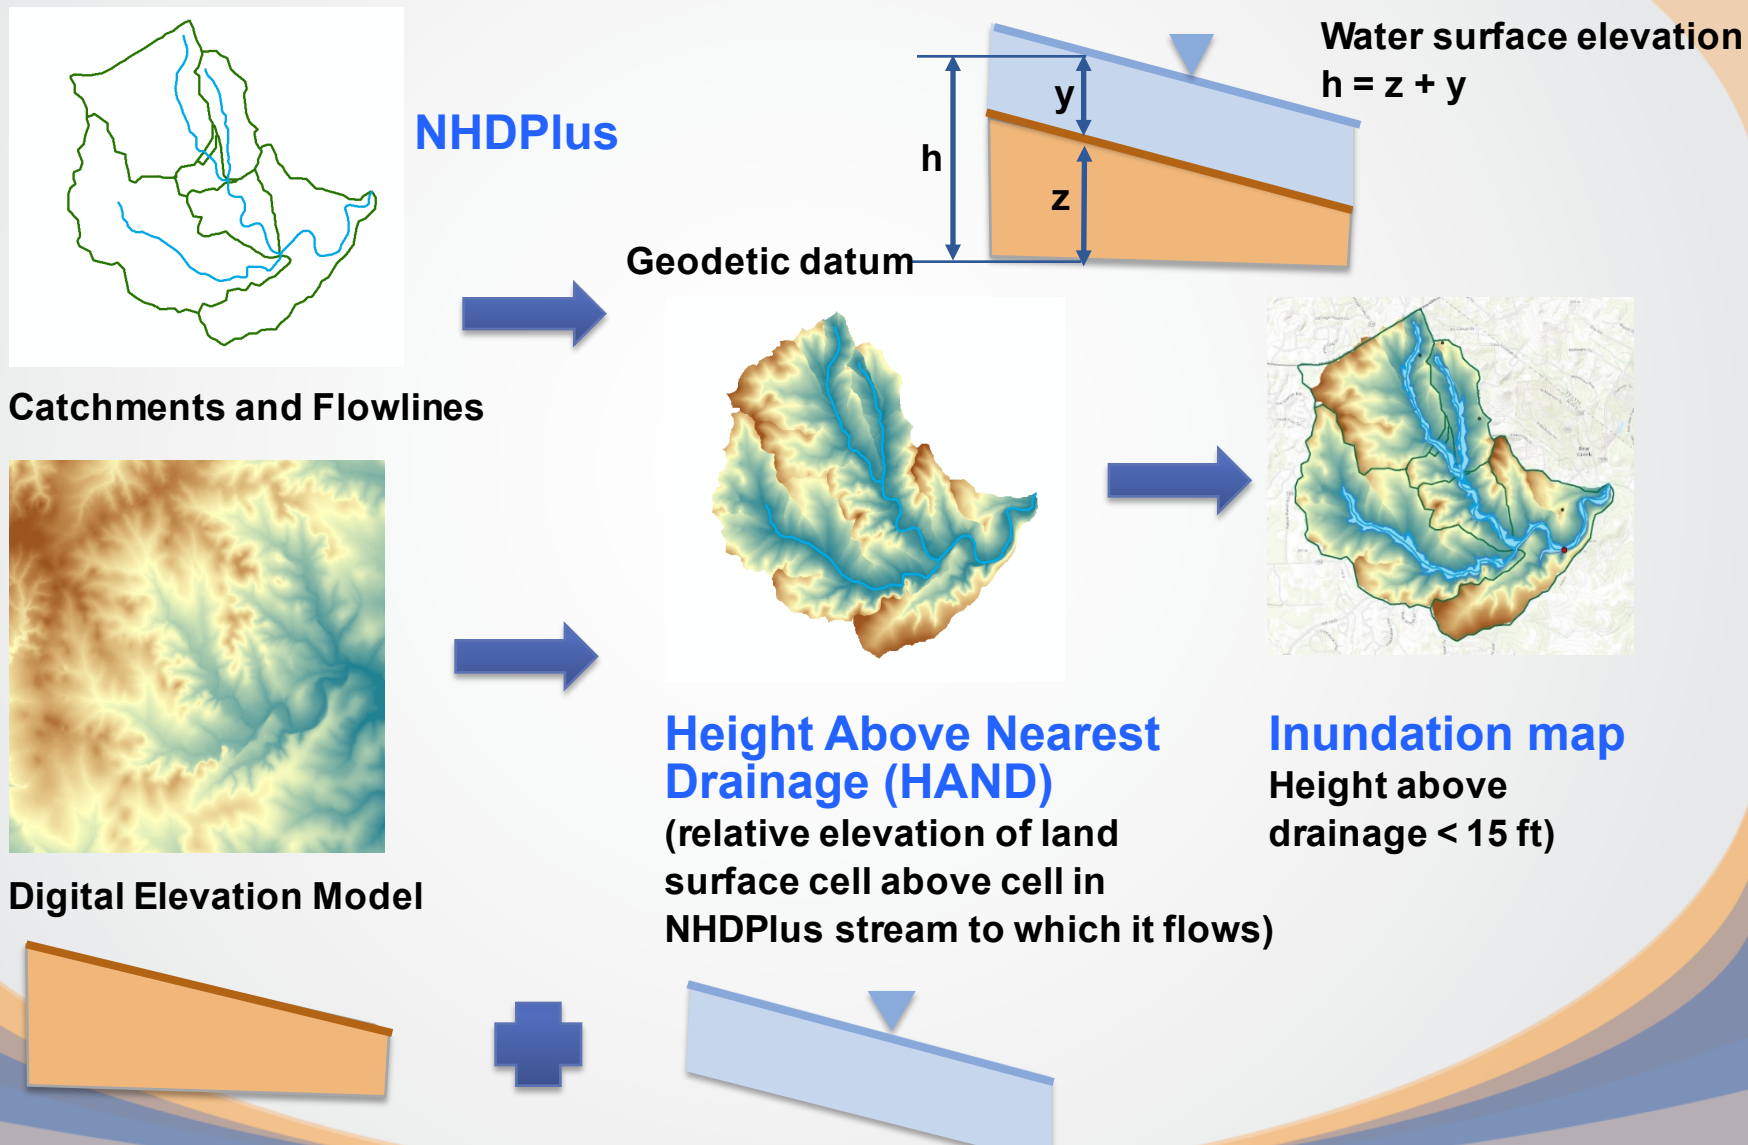 NHDPlus
Water surface elevation
h = z + y
y
h
z
Geodetic datum
Catchments and Flowlines
Digital Elevation Model
Height Above Nearest
Drainage (HAND)
(relative elevation of land
surface cell above cell in
NHDPlus stream to which it flows)
Inundation map
Height above
drainage < 15 ft)